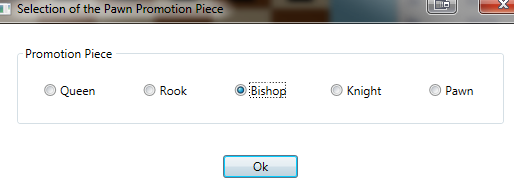 Selection of the Pawn Promotion Piece
Promotion Piece
Queen Rook Bishop Knight Pawn
Ok